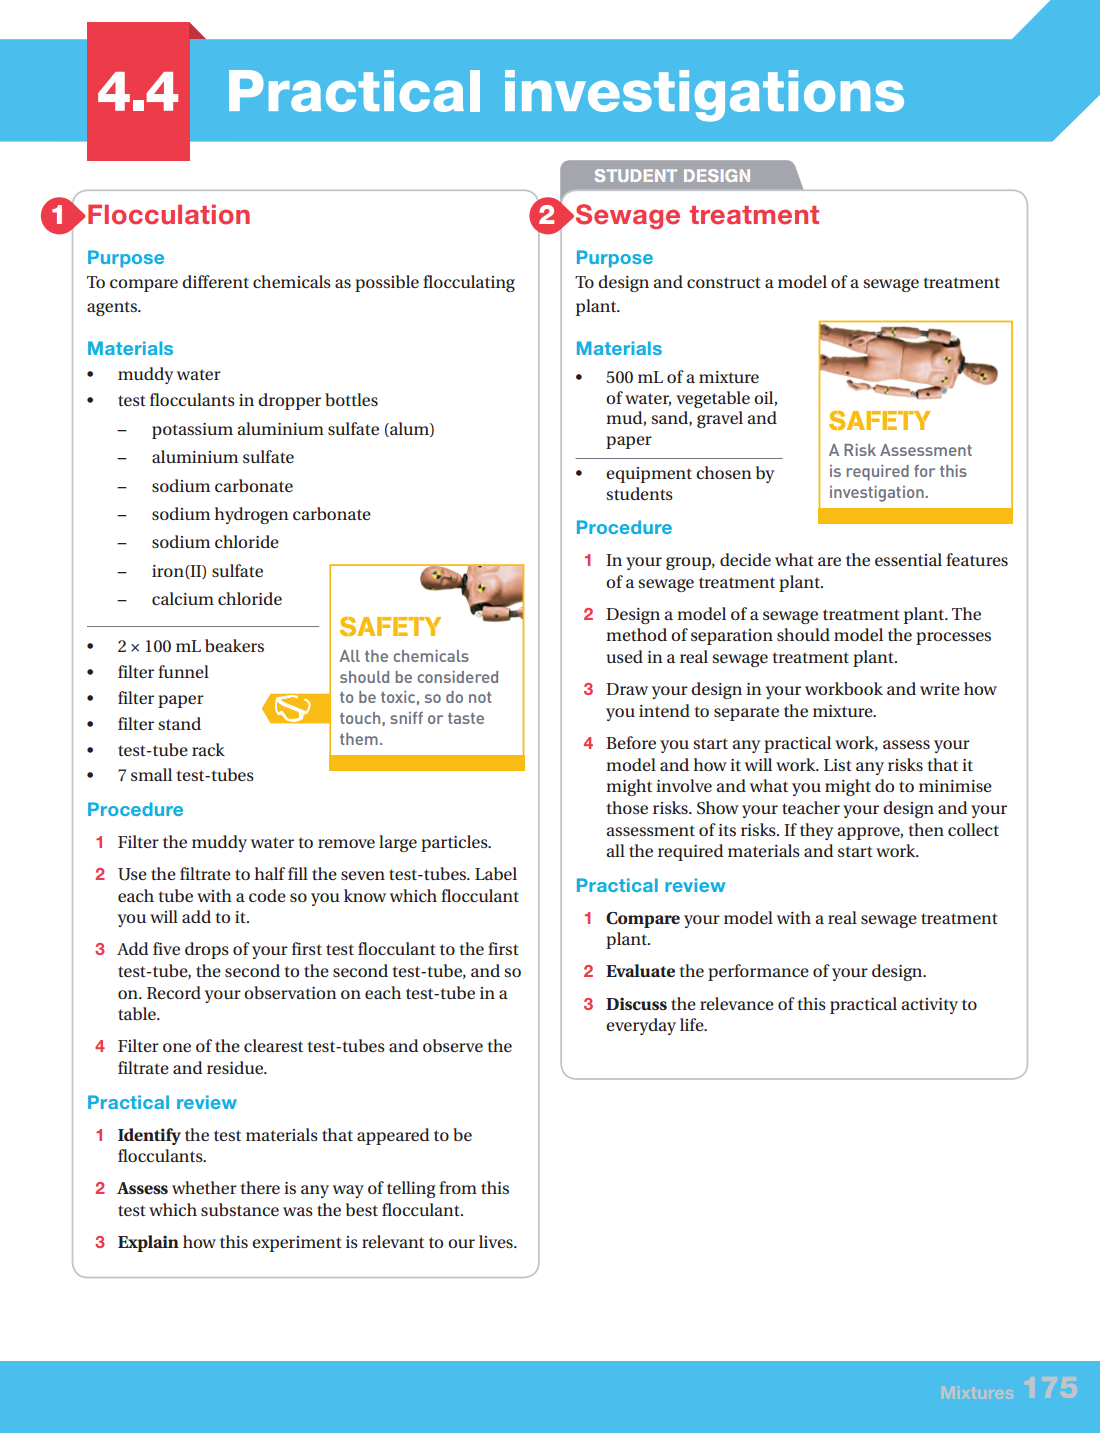 4.4 Practical investigations
1 Flocculation
Purpose
To compare different chemicals as possible flocculating
agents.
Materials
• muddy water
• test flocculants in dropper bottles
– potassium aluminium sulfate (alum)
– aluminium sulfate
– sodium carbonate
– sodium hydrogen carbonate
– sodium chloride
– iron(II) sulfate
– calcium chloride
• 2 × 100 mL beakers
• filter funnel
• filter paper
• filter stand
• test-tube rack
• 7 small test-tubes
SAFETY
All the chemicals
should be considered
to be toxic, so do not
touch, sniff or taste
them.
Procedure
1 Filter the muddy water to remove large particles.
2 Use the filtrate to half fill the seven test-tubes. Label
each tube with a code so you know which flocculant
you will add to it.
3 Add five drops of your first test flocculant to the first
test-tube, the second to the second test-tube, and so
on. Record your observation on each test-tube in a
table.
4 Filter one of the clearest test-tubes and observe the
filtrate and residue.
Practical review
1 Identify the test materials that appeared to be
flocculants.
2 Assess whether there is any way of telling from this
test which substance was the best flocculant.
3 Explain how this experiment is relevant to our lives.
STUDENT DESIGN
2 Sewage treatment
Purpose
To design and construct a model of a sewage treatment
plant.
Materials
• 500 mL of a mixture
of water, vegetable oil,
mud, sand, gravel and
paper
• equipment chosen by
students
SAFETY
A Risk Assessment
is required for this
investigation.
Procedure
1 In your group, decide what are the essential features
of a sewage treatment plant.
2 Design a model of a sewage treatment plant. The
method of separation should model the processes
used in a real sewage treatment plant.
3 Draw your design in your workbook and write how
you intend to separate the mixture.
4 Before you start any practical work, assess your
model and how it will work. List any risks that it
might involve and what you might do to minimise
those risks. Show your teacher your design and your
assessment of its risks. If they approve, then collect
all the required materials and start work.
Practical review
1 Compare your model with a real sewage treatment
plant.
2 Evaluate the performance of your design.
3 Discuss the relevance of this practical activity to
everyday life.
Mixtures 175